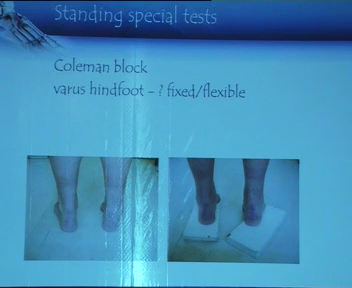 Standing special tests
Coleman block
varus hindfoot - ? fixed/flexible